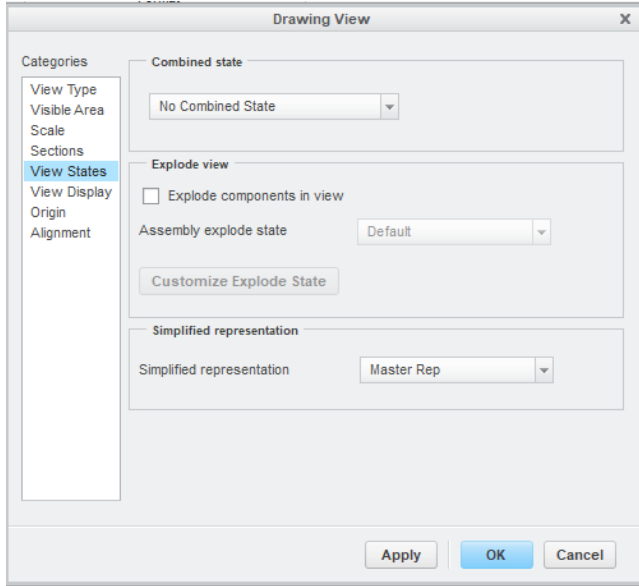 Drawing View
X
Categories
View Type
Visible Area
Scale
Sections
View States
View Display
Origin
Alignment
Combined state
No Combined State
Explode view
Explode components in view
Assembly explode state
Default
Customize Explode State
Simplified representation
Simplified representation
Master Rep
Apply
OK
Cancel